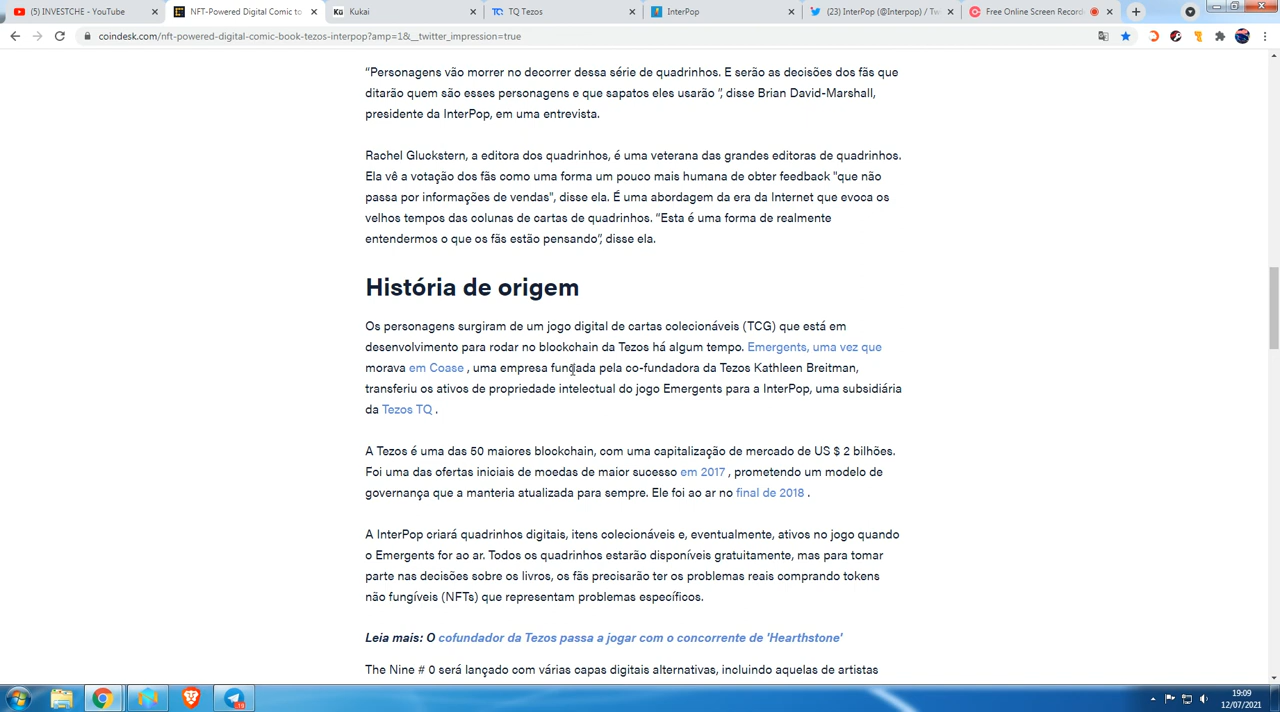 (5) INVESTCHE - YouTube
NFT-Powered Digital Comic to
Kukai
TQ Tezos
InterPop
(23) InterPop (@Interpop) / Tw
Free Online Screen Record
coindesk.com/nft-powered-digital-comic-book-tezos-interpop?amp=1&__twitter_impression=true
“Personagens vão morrer no decorrer dessa série de quadrinhos. E serão as decisões dos fãs que
ditarão quem são esses personagens e que sapatos eles usarão ”, disse Brian David-Marshall,
presidente da InterPop, em uma entrevista.
Rachel Gluckstern, a editora dos quadrinhos, é uma veterana das grandes editoras de quadrinhos.
Ela vê a votação dos fãs como uma forma um pouco mais humana de obter feedback "que não
passa por informações de vendas", disse ela. É uma abordagem da era da Internet que evoca os
velhos tempos das colunas de cartas de quadrinhos. “Esta é uma forma de realmente
entendermos o que os fãs estão pensando”, disse ela.
História de origem
Os personagens surgiram de um jogo digital de cartas colecionáveis (TCG) que está em
desenvolvimento para rodar no blockchain da Tezos há algum tempo. Emergents, uma vez que
morava em Coase , uma empresa fundada pela co-fundadora da Tezos Kathleen Breitman,
transferiu os ativos de propriedade intelectual do jogo Emergents para a InterPop, uma subsidiária
da Tezos TQ .
A Tezos é uma das 50 maiores blockchain, com uma capitalização de mercado de US $ 2 bilhões.
Foi uma das ofertas iniciais de moedas de maior sucesso em 2017 , prometendo um modelo de
governança que a manteria atualizada para sempre. Ele foi ao ar no final de 2018 .
A InterPop criará quadrinhos digitais, itens colecionáveis e, eventualmente, ativos no jogo quando
o Emergents for ao ar. Todos os quadrinhos estarão disponíveis gratuitamente, mas para tomar
parte nas decisões sobre os livros, os fãs precisarão ter os problemas reais comprando tokens
não fungíveis (NFTs) que representam problemas específicos.
Leia mais: O cofundador da Tezos passa a jogar com o concorrente de 'Hearthstone'
The Nine # 0 será lançado com várias capas digitais alternativas, incluindo aquelas de artistas
19:09
12/07/2021